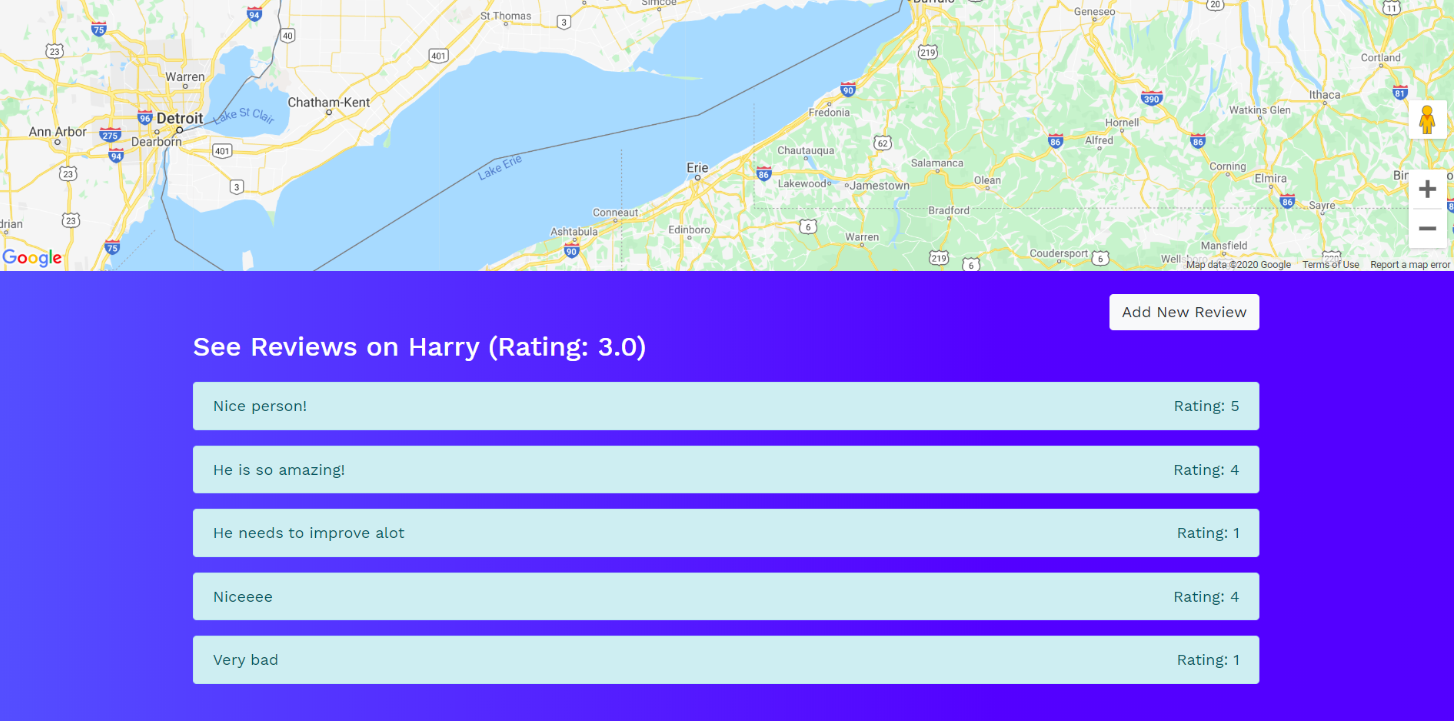 Buffalo
Simcoe
St.Thomas
3
20
Geneseo
11
94
75
40
23
401
219
Cortland
Warren
90
390
Ithaca
81
Chatham-Kent
Lake St Clair
96
Detroit
Fredonia
Watkins Glen
Ann Arbor
275
Dearborn
94
401
62
86
Hornell
Alfred
86
Chautauqua
Salamanca
Corning
Lake Erie
Erie
86
Elmira
23
3
Lakewood
Jamestown
Olean
86
Sayre
Conneaut
Bradford
23
Ashtabula
Edinboro
6
Warren
Mansfield
75
90
219
6
Coudersport
6
Google
Map data ©2020 Google
Terms of Use
Report a map error
Add New Review
See Reviews on Harry (Rating: 3.0)
Nice person! Rating: 5
He is so amazing! Rating: 4
He needs to improve alot Rating: 1
Niceeee Rating: 4
Very bad Rating: 1